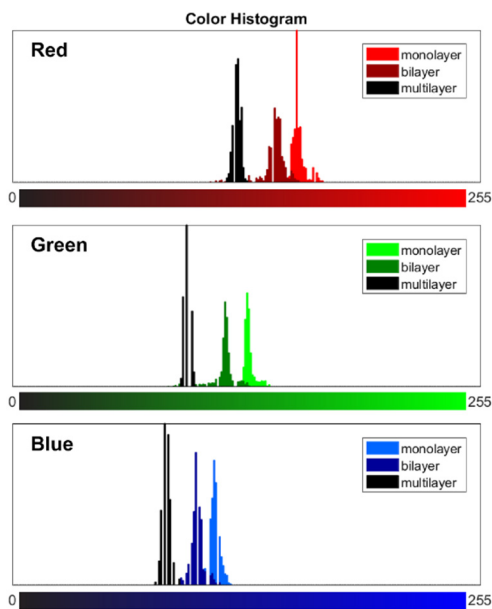 Color Histogram
Red
monolayer
bilayer
multilayer
0 255
Green
monolayer
bilayer
multilayer
0 255
Blue
monolayer
bilayer
multilayer
0 255